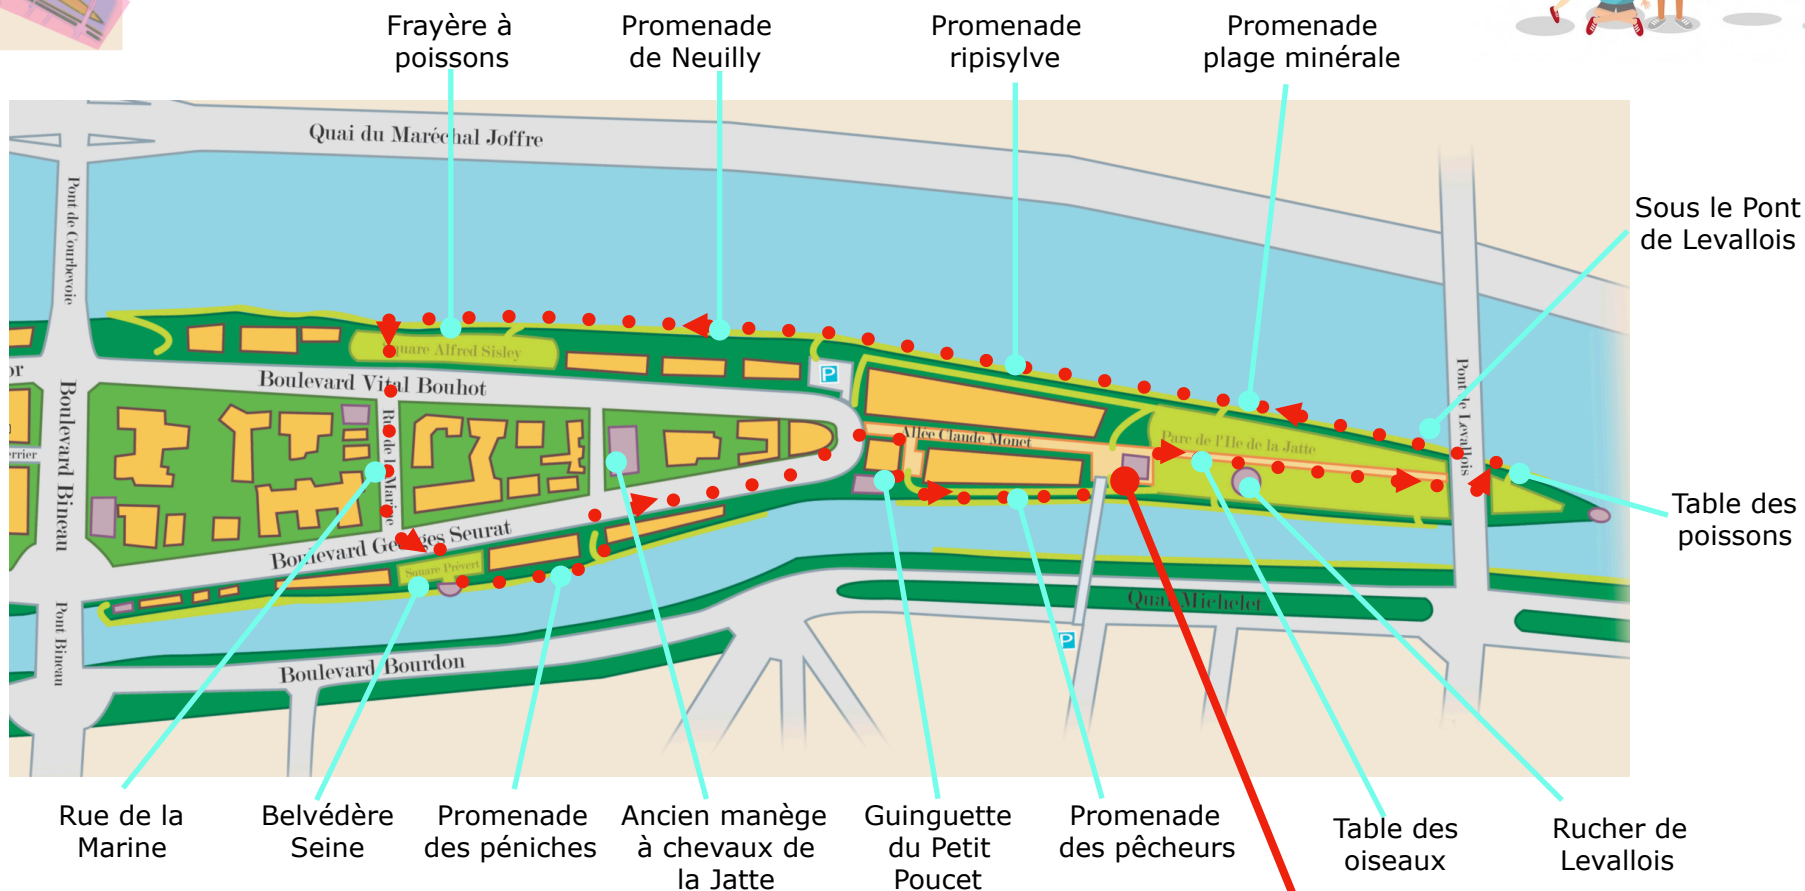 Frayère à
poissons
Promenade
de Neuilly
Promenade
ripisylve
Promenade
plage minérale
Quai du Maréchal Joffre
Pont de Courbevoie
Sous le Pont
de Levallois
Square Alfred Sisley
Boulevard Vital Bouhot
P
or
Boulevard Bineau
Rue de la Marine
Allée Claude Monet
Parc de l'Ile de la Jatte
Pont de Levallois
errier
Table des
poissons
Boulevard Georges Seurat
Square Prévert
Pont Bineau
Quai Michelet
P
Boulevard Bourdon
Rue de la
Marine
Belvédère
Seine
Promenade
des péniches
Ancien manège
à chevaux de
la Jatte
Guinguette
du Petit
Poucet
Promenade
des pêcheurs
Table des
oiseaux
Rucher de
Levallois